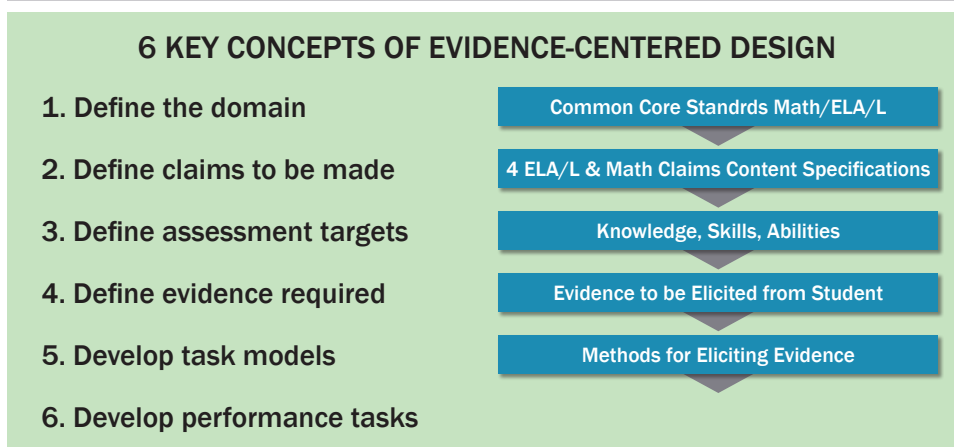 6 KEY CONCEPTS OF EVIDENCE-CENTERED DESIGN
1. Define the domain
Common Core Standrds Math/ELA/L
2. Define claims to be made
4 ELA/L & Math Claims Content Specifications
3. Define assessment targets
Knowledge, Skills, Abilities
4. Define evidence required
Evidence to be Elicited from Student
5. Develop task models
Methods for Eliciting Evidence
6. Develop performance tasks